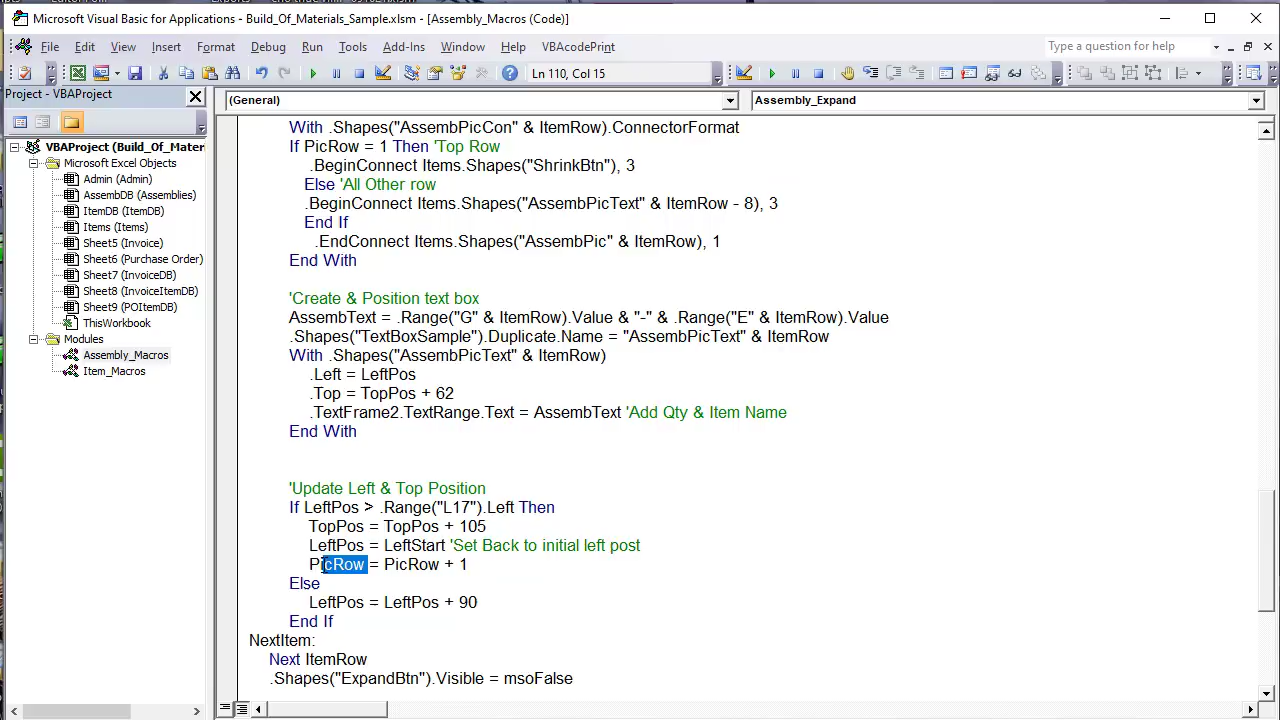 Microsoft Visual Basic for Applications - Build_Of_Materials_Sample.xlsm - [Assembly_Macros (Code)]
File Edit View Insert Format Debug Run Tools Add-Ins Window Help VBAcodePrint
Type a question for help
Ln 110, Col 15
Project - VBAProject
(General)
Assembly_Expand
VBAProject (Build_Of_Mater
Microsoft Excel Objects
Admin (Admin)
AssembDB (Assemblies)
ItemDB (ItemDB)
Items (Items)
Sheet5 (Invoice)
Sheet6 (Purchase Order)
Sheet7 (InvoiceDB)
Sheet8 (InvoiceItemDB)
Sheet9 (POItemDB)
ThisWorkbook
Modules
Assembly_Macros
Item_Macros
With .Shapes("AssembPicCon" & ItemRow).ConnectorFormat
If PicRow = 1 Then 'Top Row
.BeginConnect Items.Shapes("ShrinkBtn"), 3
Else 'All Other row
.BeginConnect Items.Shapes("AssembPicText" & ItemRow - 8), 3
End If
.EndConnect Items.Shapes("AssembPic" & ItemRow), 1
End With
'Create & Position text box
AssembText = .Range("G" & ItemRow).Value & "-" & .Range("E" & ItemRow).Value
.Shapes("TextBoxSample").Duplicate.Name = "AssembPicText" & ItemRow
With .Shapes("AssembPicText" & ItemRow)
.Left = LeftPos
.Top = TopPos + 62
.TextFrame2.TextRange.Text = AssembText 'Add Qty & Item Name
End With
'Update Left & Top Position
If LeftPos > .Range("L17").Left Then
TopPos = TopPos + 105
LeftPos = LeftStart 'Set Back to initial left post
PicRow = PicRow + 1
Else
LeftPos = LeftPos + 90
End If
NextItem:
Next ItemRow
.Shapes("ExpandBtn").Visible = msoFalse